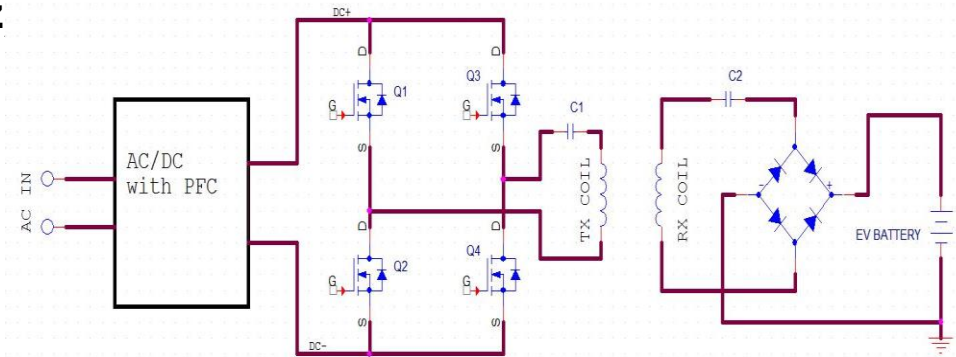 DC+
D
D
Q1
Q3
G
G
S
S
C1
C2
AC/DC
with PFC
AC IN
TX COIL
RX COIL
-
+
EV BATTERY
D
D
Q2
Q4
G
G
S
S
DC-